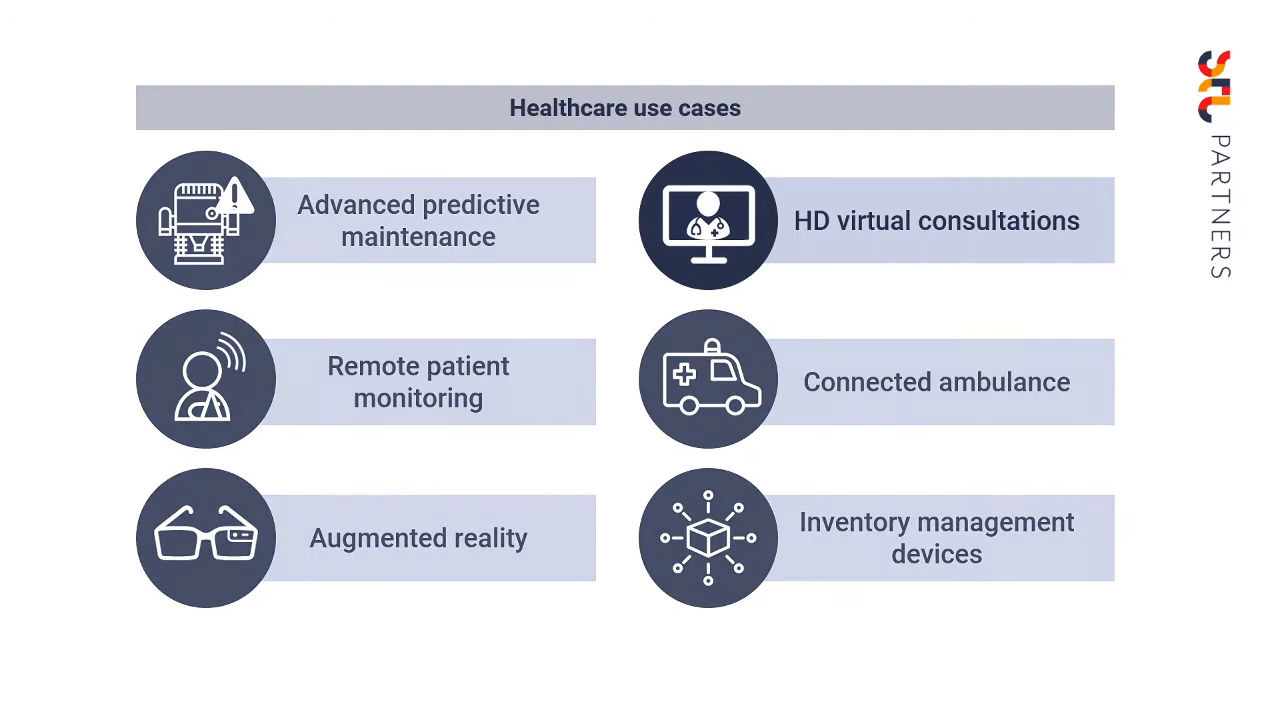 Healthcare use cases
Advanced predictive
maintenance
HD virtual consultations
Remote patient
monitoring
Connected ambulance
Augmented reality
Inventory management
devices
STL
PARTNERS